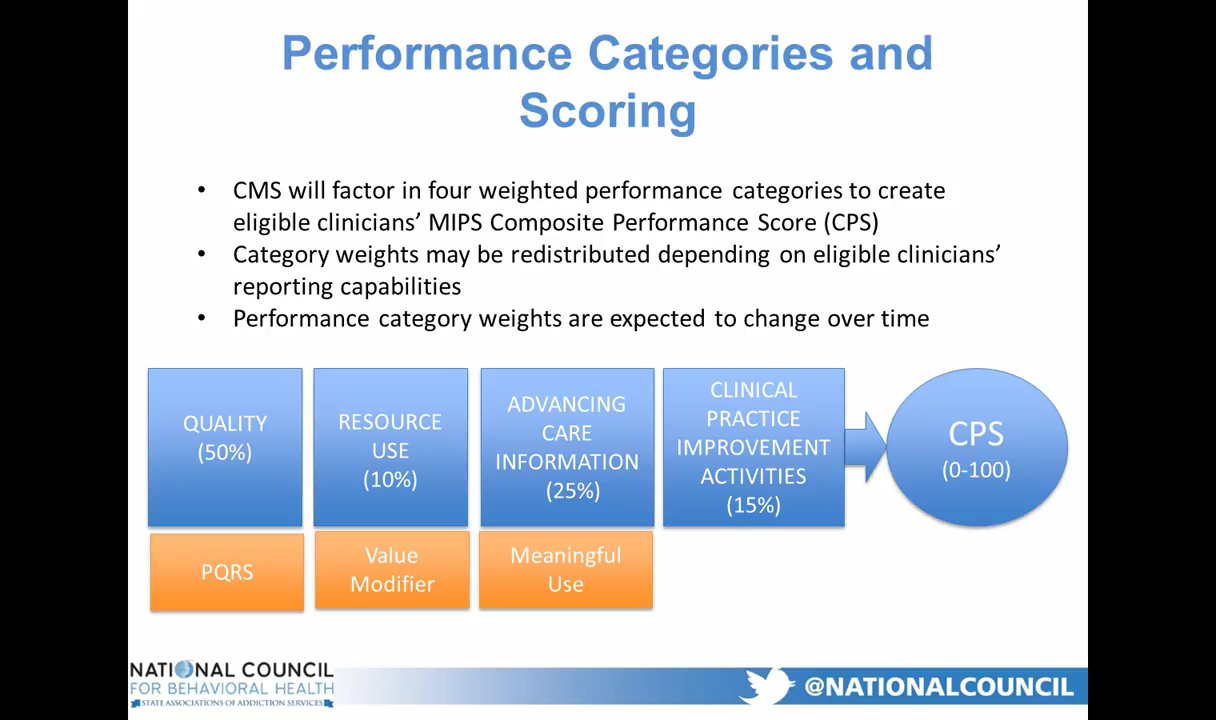 Performance Categories and
Scoring
• CMS will factor in four weighted performance categories to create
eligible clinicians’ MIPS Composite Performance Score (CPS)
• Category weights may be redistributed depending on eligible clinicians’
reporting capabilities
• Performance category weights are expected to change over time
QUALITY
(50%)
RESOURCE
USE
(10%)
ADVANCING
CARE
INFORMATION
(25%)
CLINICAL
PRACTICE
IMPROVEMENT
ACTIVITIES
(15%)
CPS
(0-100)
PQRS
Value
Modifier
Meaningful
Use
NATIONAL COUNCIL
FOR BEHAVIORAL HEALTH
STATE ASSOCIATIONS OF ADDICTION SERVICES
@NATIONALCOUNCIL